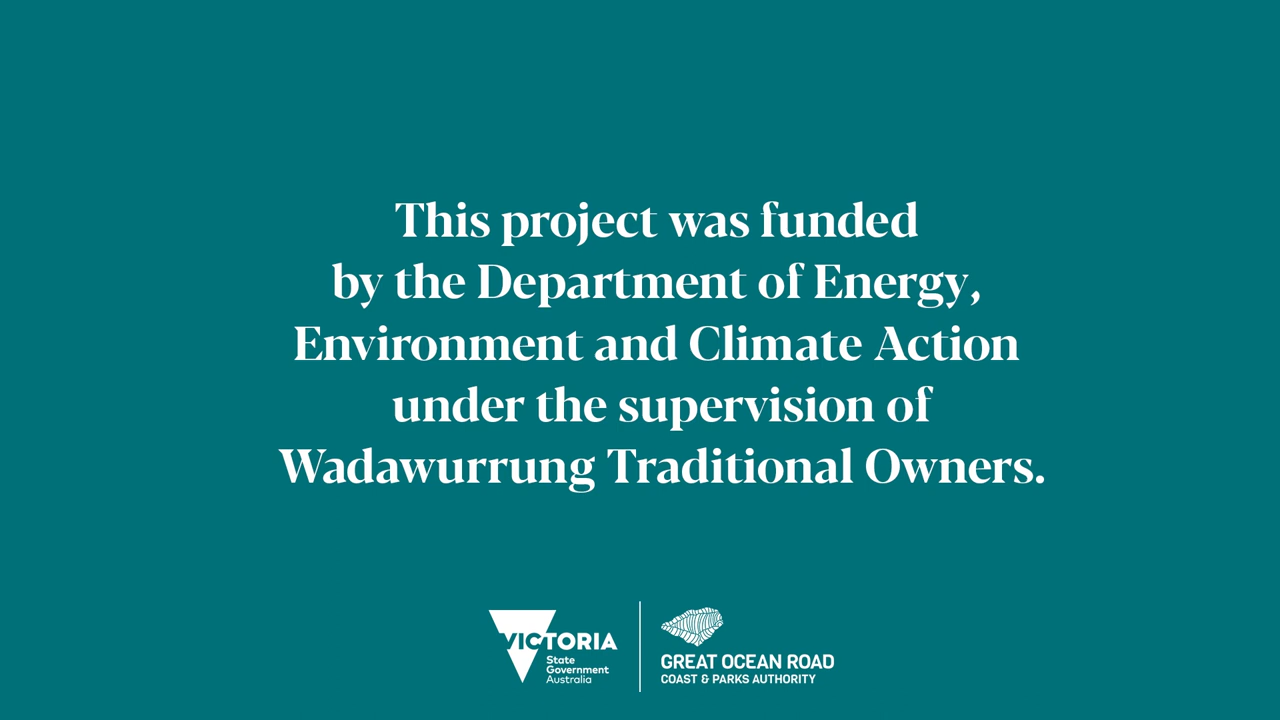 This project was funded
by the Department of Energy,
Environment and Climate Action
under the supervision of
Wadawurrung Traditional Owners.
VICTORIA
State
Government
Australia
GREAT OCEAN ROAD
COAST & PARKS AUTHORITY